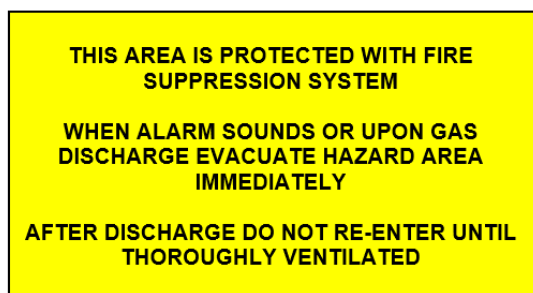 THIS AREA IS PROTECTED WITH FIRE
SUPPRESSION SYSTEM
WHEN ALARM SOUNDS OR UPON GAS
DISCHARGE EVACUATE HAZARD AREA
IMMEDIATELY
AFTER DISCHARGE DO NOT RE-ENTER UNTIL
THOROUGHLY VENTILATED